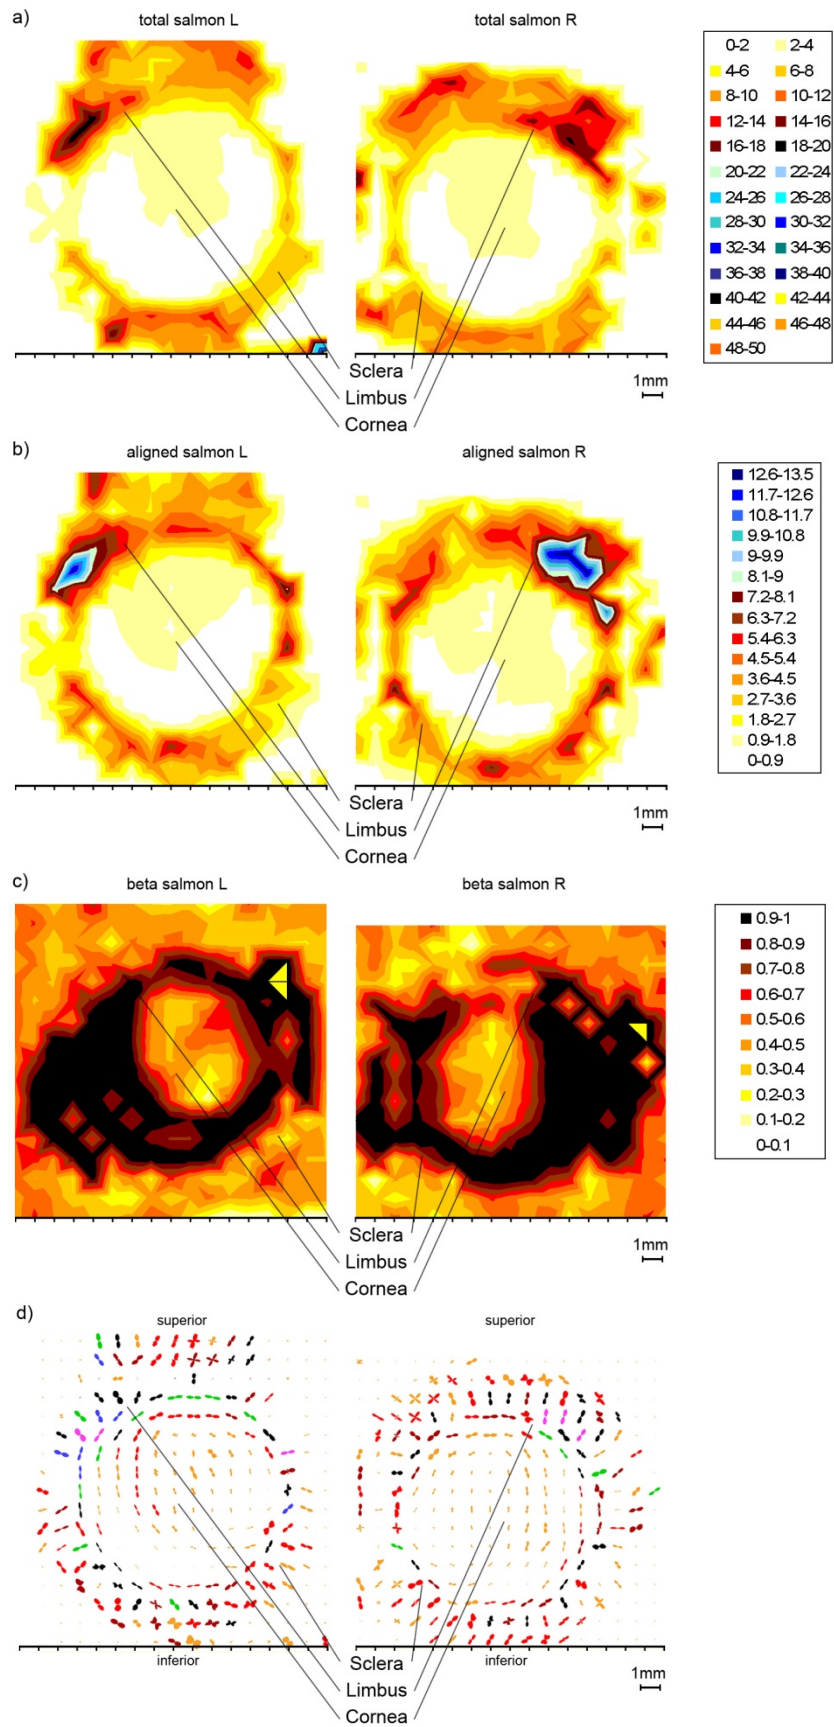 a)
total salmon L
total salmon R
0-2 2-4
4-6 6-8
8-10 10-12
12-14 14-16
16-18 18-20
20-22 22-24
24-26 26-28
28-30 30-32
32-34 34-36
36-38 38-40
40-42 42-44
44-46 46-48
48-50
Sclera
Limbus
Cornea
1mm
b)
aligned salmon L
aligned salmon R
12.6-13.5
11.7-12.6
10.8-11.7
9.9-10.8
9-9.9
8.1-9
7.2-8.1
6.3-7.2
5.4-6.3
4.5-5.4
3.6-4.5
2.7-3.6
1.8-2.7
0.9-1.8
0-0.9
Sclera
Limbus
Cornea
1mm
c)
beta salmon L
beta salmon R
0.9-1
0.8-0.9
0.7-0.8
0.6-0.7
0.5-0.6
0.4-0.5
0.3-0.4
0.2-0.3
0.1-0.2
0-0.1
Sclera
Limbus
Cornea
1mm
d)
superior
superior
inferior
inferior
Sclera
Limbus
Cornea
1mm